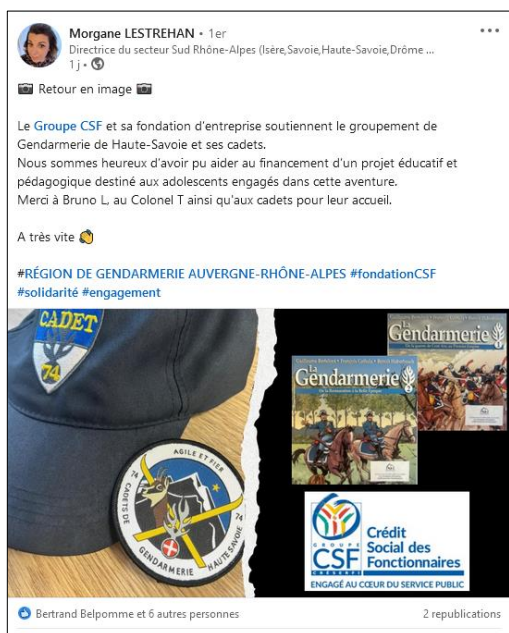 Morgane LESTREHAN • 1er
Directrice du secteur Sud Rhône-Alpes (Isère,Savoie,Haute-Savoie,Drôme ...
1 j •
Retour en image
Le Groupe CSF et sa fondation d'entreprise soutiennent le groupement de
Gendarmerie de Haute-Savoie et ses cadets.
Nous sommes heureux d'avoir pu aider au financement d'un projet éducatif et
pédagogique destiné aux adolescents engagés dans cette aventure.
Merci à Bruno L, au Colonel T ainsi qu'aux cadets pour leur accueil.
A très vite
#RÉGION DE GENDARMERIE AUVERGNE-RHÔNE-ALPES #fondationCSF
#solidarité #engagement
CADET
74
AGILE ET FIER
CADETS DE
74
74
GENDARMERIE HAUTE SAVOIE
La
Gendarmerie
1
La
Gendarmerie
2
GROUPE
CSF
Crédit
Social des
Fonctionnaires
ENGAGÉ AU CŒUR DU SERVICE PUBLIC
Bertrand Belpomme et 6 autres personnes
2 republications